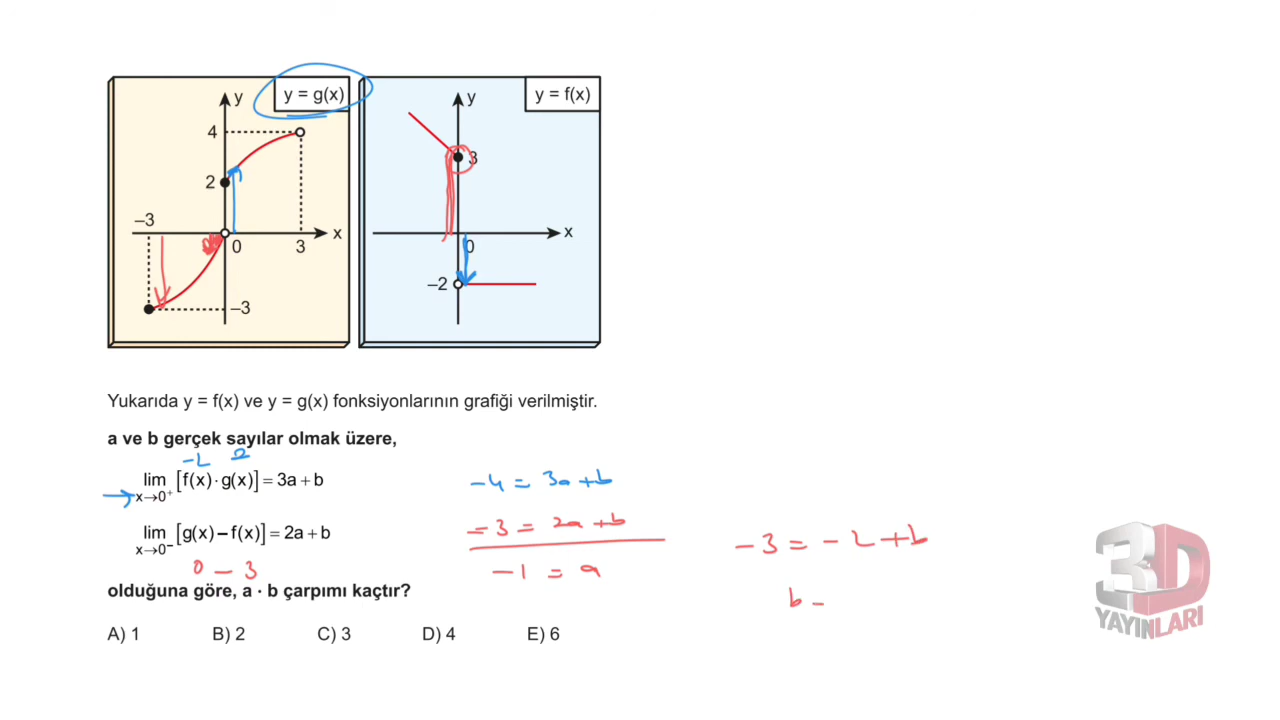 y = g(x)
y
4
2
–3
0
3
x
–3
y = f(x)
y
3
0
x
–2
Yukarıda y = f(x) ve y = g(x) fonksiyonlarının grafiği verilmiştir.
a ve b gerçek sayılar olmak üzere,
-2 2
lim [f(x) · g(x)] = 3a + b
x→0⁺
-4 = 3a + b
lim [g(x) – f(x)] = 2a + b
x→0⁻
-3 = 2a + b
0 - 3
-1 = a
-3 = -2 + b
b =
olduğuna göre, a · b çarpımı kaçtır?
A) 1 B) 2 C) 3 D) 4 E) 6
3D
YAYINLARI